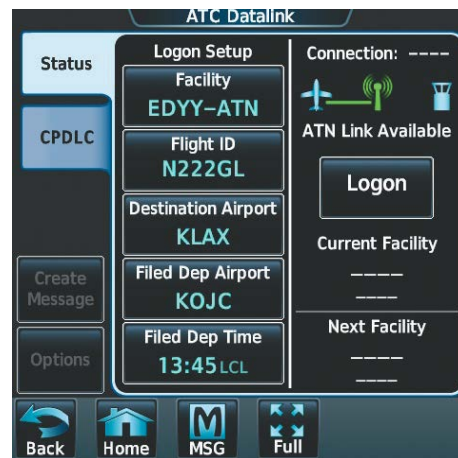 ATC Datalink
Status
CPDLC
Create
Message
Options
Logon Setup
Facility
EDYY-ATN
Flight ID
N222GL
Destination Airport
KLAX
Filed Dep Airport
KOJC
Filed Dep Time
13:45 LCL
Connection: ----
ATN Link Available
Logon
Current Facility
----
----
Next Facility
----
----
Back
Home
M
MSG
Full